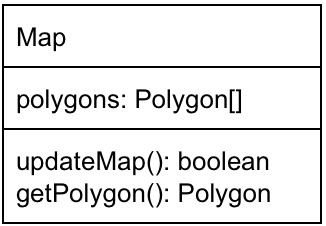 Map
polygons: Polygon[]
updateMap(): boolean
getPolygon(): Polygon